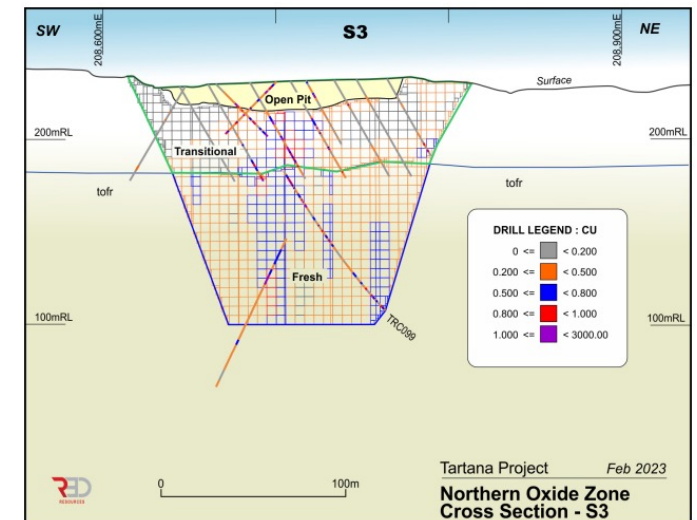 SW
208,600mE
S3
208,900mE
NE
Surface
Open Pit
200mRL
200mRL
Transitional
tofr
tofr
DRILL LEGEND : CU
0 <= < 0.200
0.200 <= < 0.500
0.500 <= < 0.800
0.800 <= < 1.000
1.000 <= < 3000.00
Fresh
100mRL
100mRL
TRC099
RED
RESOURCES
0 100m
Tartana Project Feb 2023
Northern Oxide Zone
Cross Section - S3